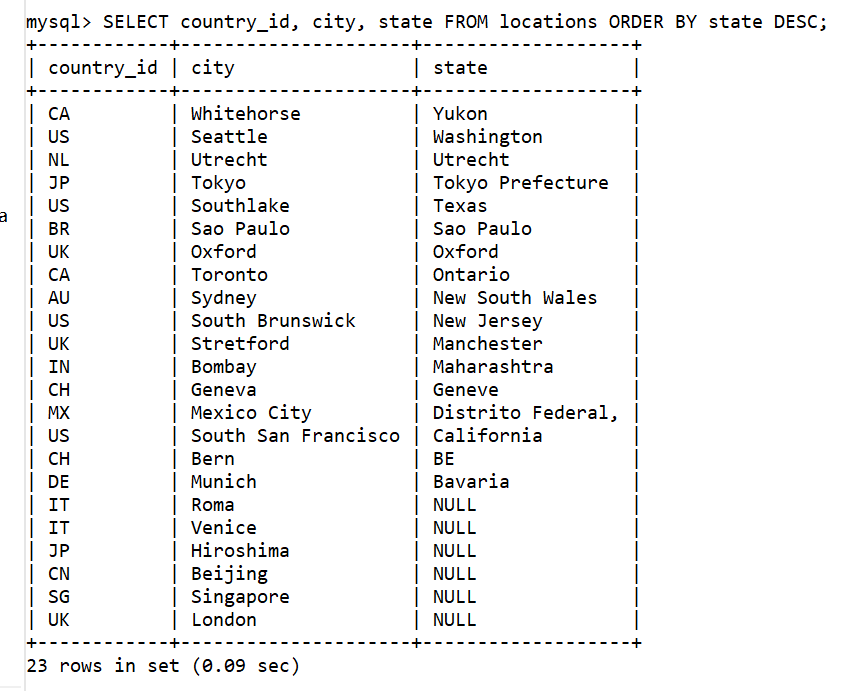 mysql> SELECT country_id, city, state FROM locations ORDER BY state DESC;
+------------+---------------------+-------------------+
| country_id | city                | state             |
+------------+---------------------+-------------------+
| CA         | Whitehorse          | Yukon             |
| US         | Seattle             | Washington        |
| NL         | Utrecht             | Utrecht           |
| JP         | Tokyo               | Tokyo Prefecture  |
| US         | Southlake           | Texas             |
a
| BR         | Sao Paulo           | Sao Paulo         |
| UK         | Oxford              | Oxford            |
| CA         | Toronto             | Ontario           |
| AU         | Sydney              | New South Wales   |
| US         | South Brunswick     | New Jersey        |
| UK         | Stretford           | Manchester        |
| IN         | Bombay              | Maharashtra       |
| CH         | Geneva              | Geneve            |
| MX         | Mexico City         | Distrito Federal, |
| US         | South San Francisco | California        |
| CH         | Bern                | BE                |
| DE         | Munich              | Bavaria           |
| IT         | Roma                | NULL              |
| IT         | Venice              | NULL              |
| JP         | Hiroshima           | NULL              |
| CN         | Beijing             | NULL              |
| SG         | Singapore           | NULL              |
| UK         | London              | NULL              |
+------------+---------------------+-------------------+
23 rows in set (0.09 sec)